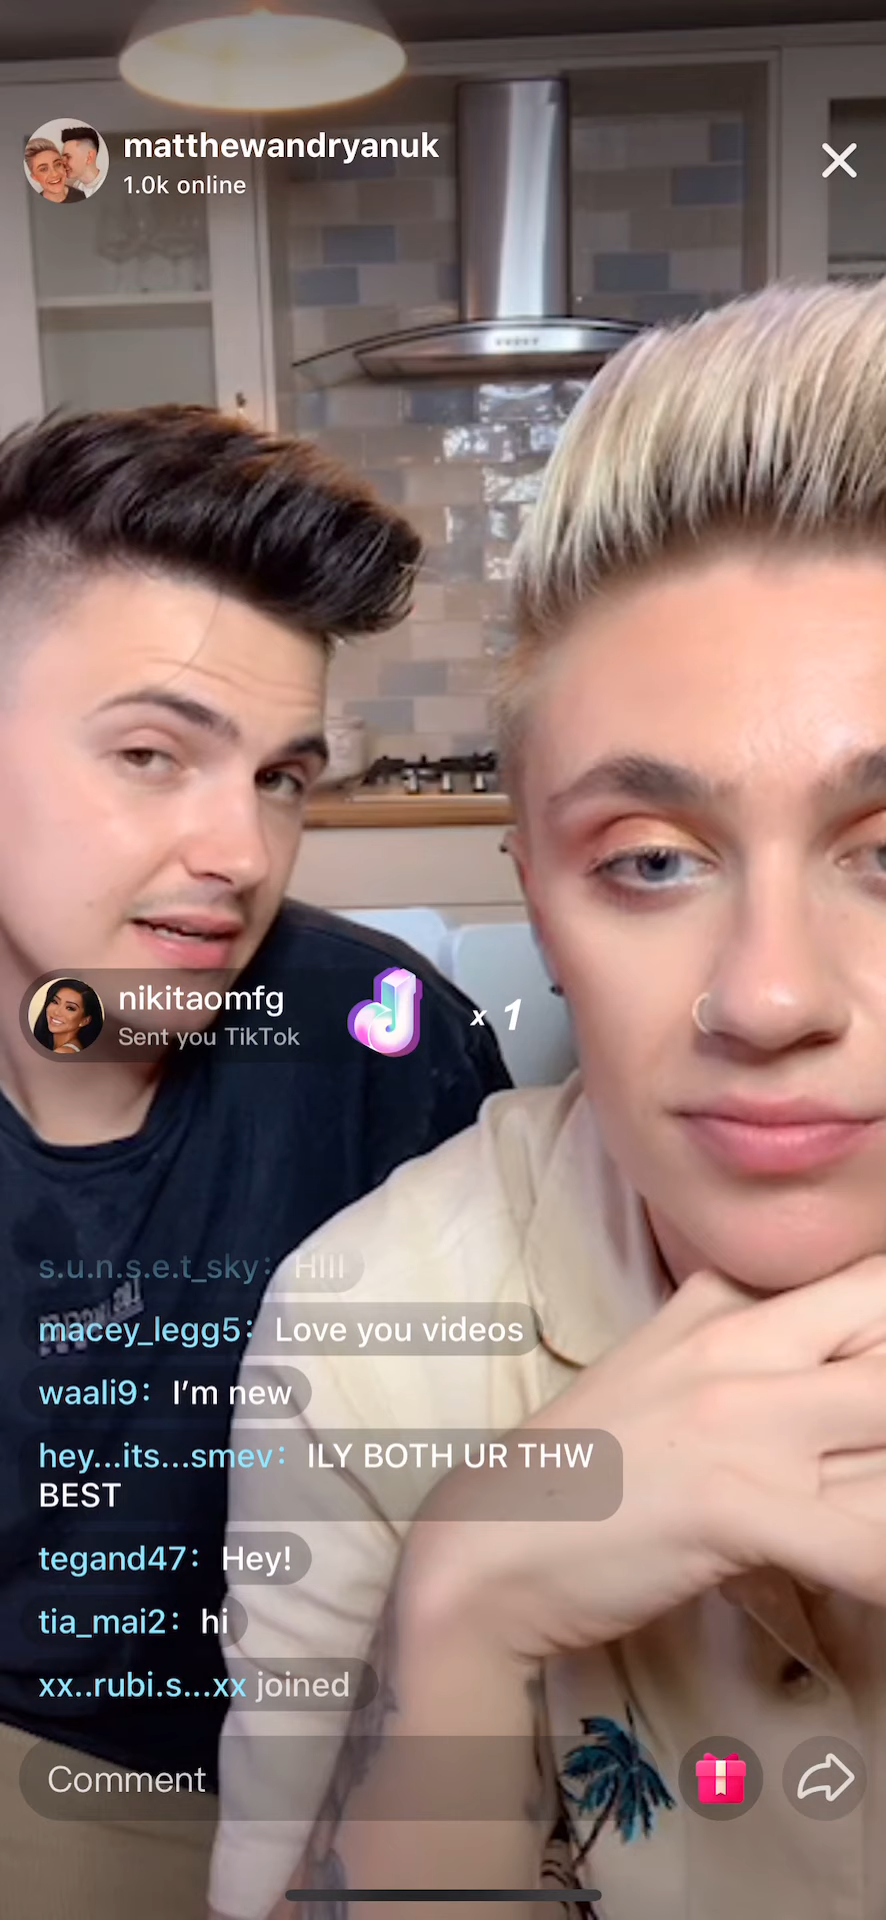 matthewandryanuk
1.0k online
nikitaomfg
Sent you TikTok
x 1
s.u.n.s.e.t_sky: HIII
macey_legg5: Love you videos
waali9: I'm new
hey...its...smev: ILY BOTH UR THW
BEST
tegand47: Hey!
tia_mai2: hi
xx..rubi.s...xx joined
Comment